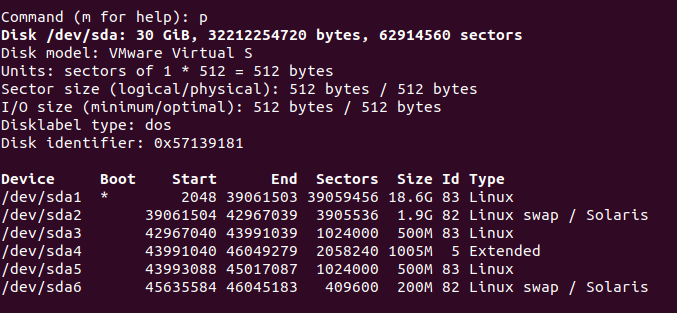 Command (m for help): p
Disk /dev/sda: 30 GiB, 32212254720 bytes, 62914560 sectors
Disk model: VMware Virtual S
Units: sectors of 1 * 512 = 512 bytes
Sector size (logical/physical): 512 bytes / 512 bytes
I/O size (minimum/optimal): 512 bytes / 512 bytes
Disklabel type: dos
Disk identifier: 0x57139181

Device     Boot    Start      End  Sectors  Size Id Type
/dev/sda1  *        2048 39061503 39059456 18.6G 83 Linux
/dev/sda2       39061504 42967039  3905536  1.9G 82 Linux swap / Solaris
/dev/sda3       42967040 43991039  1024000  500M 83 Linux
/dev/sda4       43991040 46049279  2058240 1005M  5 Extended
/dev/sda5       43993088 45017087  1024000  500M 83 Linux
/dev/sda6       45635584 46045183   409600  200M 82 Linux swap / Solaris